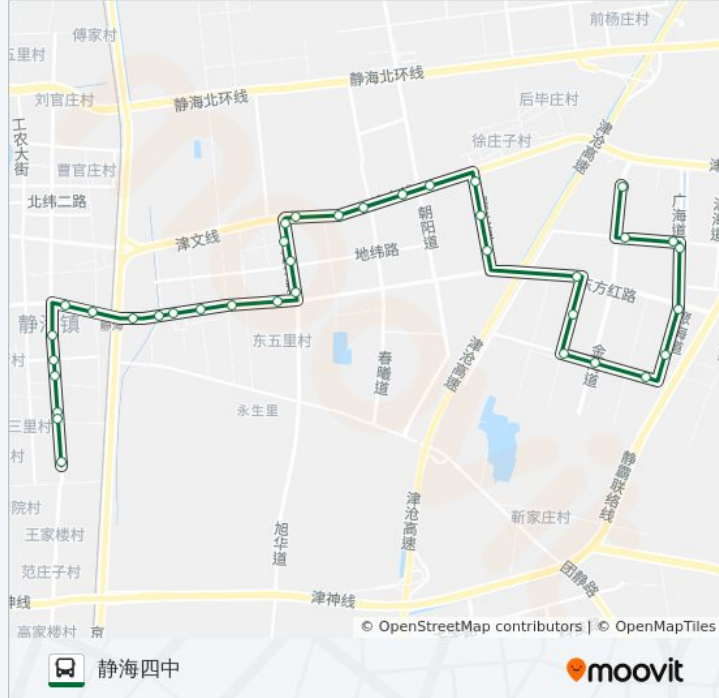 前杨庄村
傅家村
五里村
静海北环线
静海北环线
刘官庄村
后毕庄村
工农大街
徐庄子村
津沧高速
曹官庄村
北纬二路
广海道
朝阳道
津文线
地纬路
东方红路
静海镇
东五里村
津沧高速
春曦道
永生里
三里村
静霸联络线
津沧高速
靳家庄村
王家楼村
旭华道
范庄子村
团静路
津神线
高家楼村
京
© OpenStreetMap contributors | © OpenMapTiles
静海四中
moovit